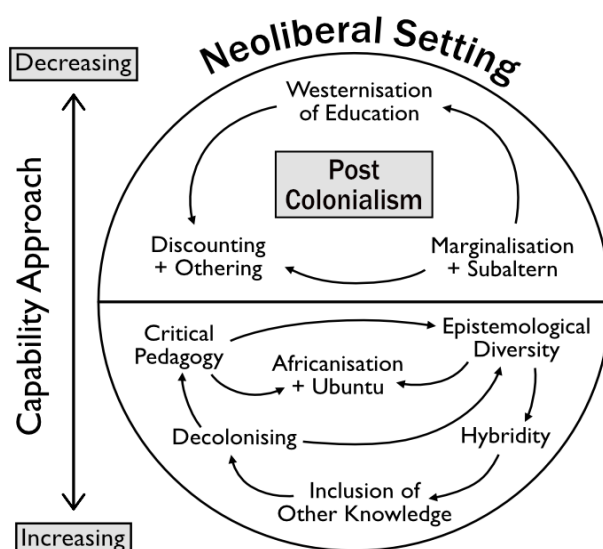 Neoliberal Setting
Decreasing
Capability Approach
Increasing
Westernisation
of Education
Post
Colonialism
Discounting
+ Othering
Marginalisation
+ Subaltern
Critical
Pedagogy
Epistemological
Diversity
Africanisation
+ Ubuntu
Decolonising
Hybridity
Inclusion of
Other Knowledge